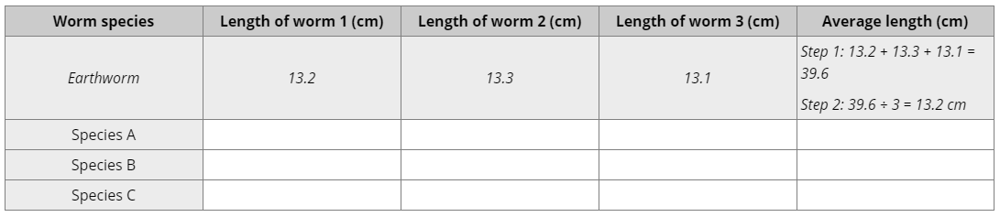 Worm species Length of worm 1 (cm) Length of worm 2 (cm) Length of worm 3 (cm) Average length (cm)
Earthworm 13.2 13.3 13.1 Step 1: 13.2 + 13.3 + 13.1 =
39.6
Step 2: 39.6 ÷ 3 = 13.2 cm
Species A
Species B
Species C